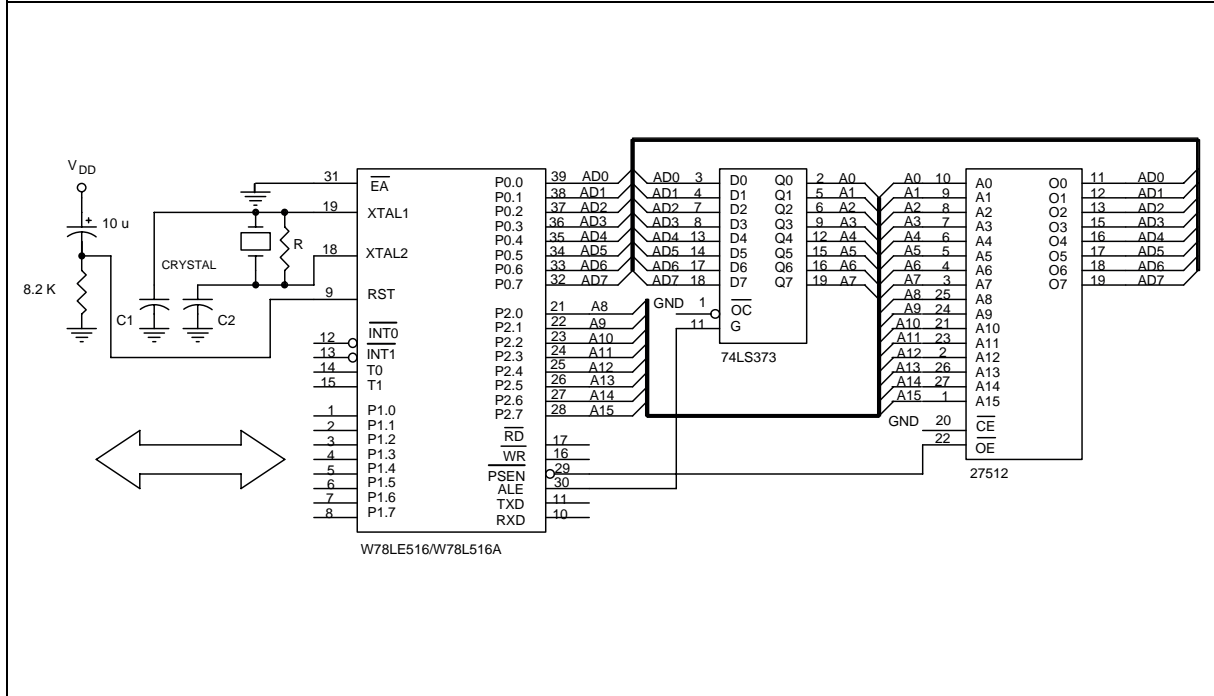 V DD
10 u
8.2 K
C1
C2
CRYSTAL
R
31 EA
19 XTAL1
18 XTAL2
9 RST
12 INT0
13 INT1
14 T0
15 T1
1 P1.0
2 P1.1
3 P1.2
4 P1.3
5 P1.4
6 P1.5
7 P1.6
8 P1.7
P0.0 39 AD0
P0.1 38 AD1
P0.2 37 AD2
P0.3 36 AD3
P0.4 35 AD4
P0.5 34 AD5
P0.6 33 AD6
P0.7 32 AD7
P2.0 21 A8
P2.1 22 A9
P2.2 23 A10
P2.3 24 A11
P2.4 25 A12
P2.5 26 A13
P2.6 27 A14
P2.7 28 A15
RD 17
WR 16
PSEN 29
ALE 30
TXD 11
RXD 10
W78LE516/W78L516A
AD0 3 D0 Q0 2 A0
AD1 4 D1 Q1 5 A1
AD2 7 D2 Q2 6 A2
AD3 8 D3 Q3 9 A3
AD4 13 D4 Q4 12 A4
AD5 14 D5 Q5 15 A5
AD6 17 D6 Q6 16 A6
AD7 18 D7 Q7 19 A7
GND 1 OC
11 G
74LS373
A0 10 A0 O0 11 AD0
A1 9 A1 O1 12 AD1
A2 8 A2 O2 13 AD2
A3 7 A3 O3 15 AD3
A4 6 A4 O4 16 AD4
A5 5 A5 O5 17 AD5
A6 4 A6 O6 18 AD6
A7 3 A7 O7 19 AD7
A8 25 A8
A9 24 A9
A10 21 A10
A11 23 A11
A12 2 A12
A13 26 A13
A14 27 A14
A15 1 A15
GND 20 CE
22 OE
27512